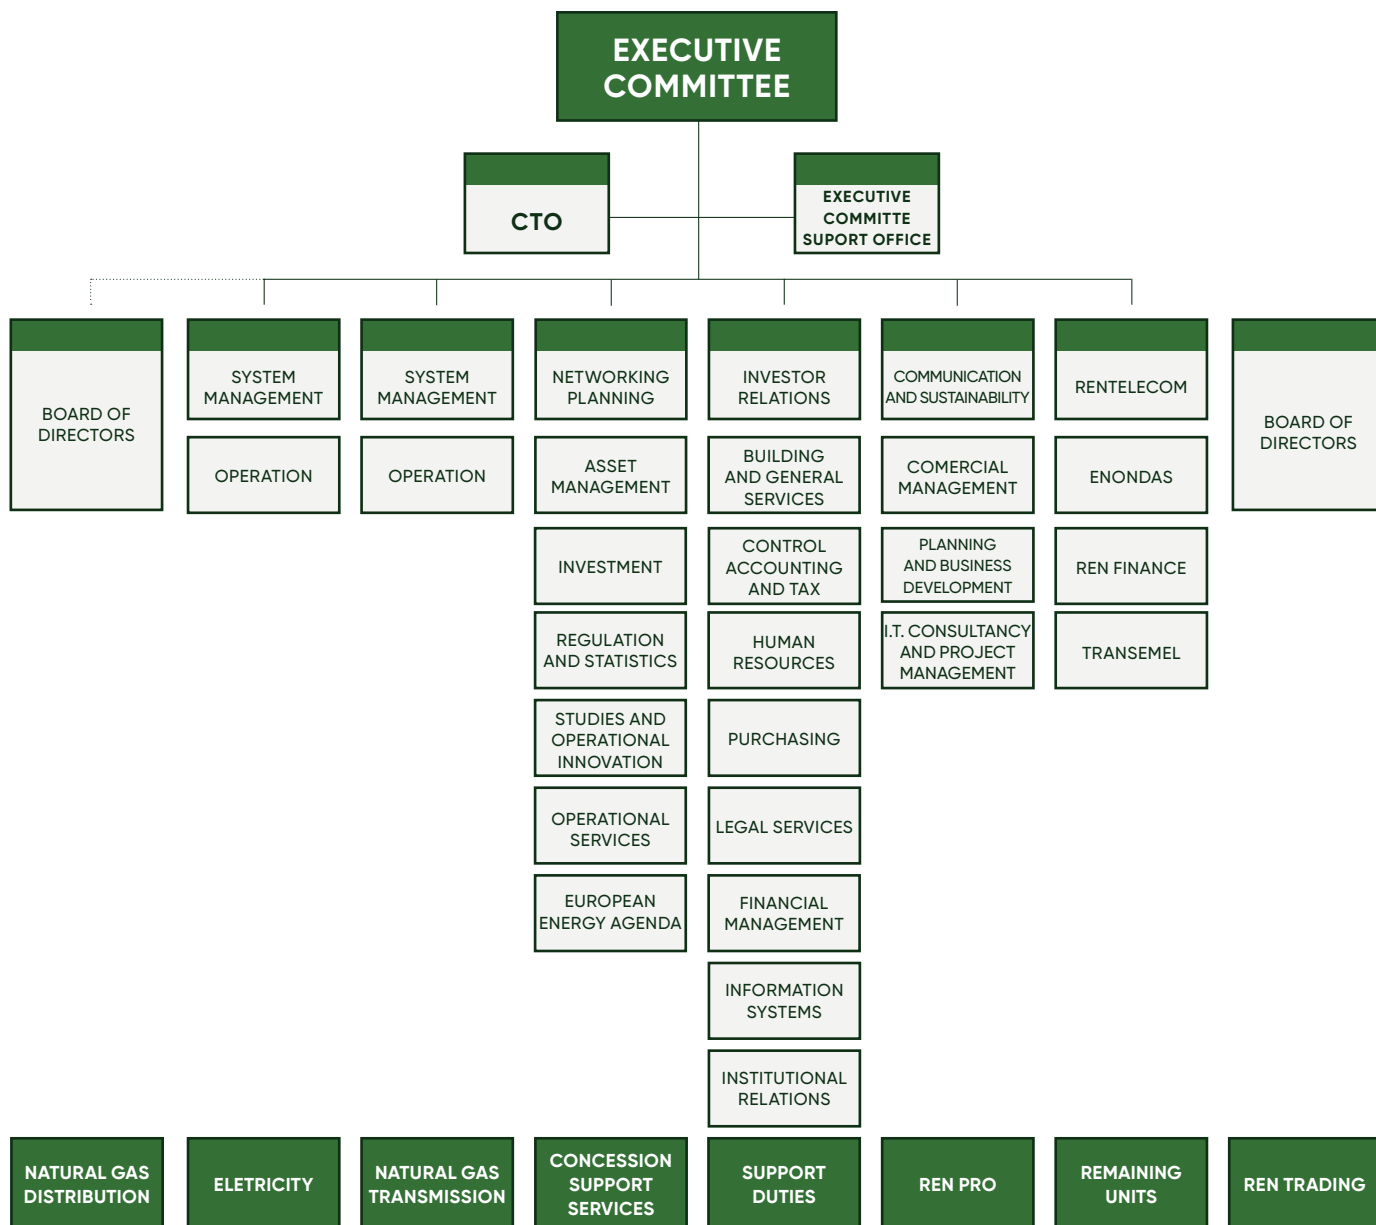 EXECUTIVE
COMMITTEE
CTO
EXECUTIVE
COMMITTE
SUPORT OFFICE
BOARD OF
DIRECTORS
SYSTEM
MANAGEMENT
OPERATION
SYSTEM
MANAGEMENT
OPERATION
NETWORKING
PLANNING
ASSET
MANAGEMENT
INVESTMENT
REGULATION
AND STATISTICS
STUDIES AND
OPERATIONAL
INNOVATION
OPERATIONAL
SERVICES
EUROPEAN
ENERGY AGENDA
INVESTOR
RELATIONS
BUILDING
AND GENERAL
SERVICES
CONTROL
ACCOUNTING
AND TAX
HUMAN
RESOURCES
PURCHASING
LEGAL SERVICES
FINANCIAL
MANAGEMENT
INFORMATION
SYSTEMS
INSTITUTIONAL
RELATIONS
COMMUNICATION
AND SUSTAINABILITY
COMERCIAL
MANAGEMENT
PLANNING
AND BUSINESS
DEVELOPMENT
I.T. CONSULTANCY
AND PROJECT
MANAGEMENT
RENTELECOM
ENONDAS
REN FINANCE
TRANSEMEL
BOARD OF
DIRECTORS
NATURAL GAS
DISTRIBUTION
ELETRICITY
NATURAL GAS
TRANSMISSION
CONCESSION
SUPPORT
SERVICES
SUPPORT
DUTIES
REN PRO
REMAINING
UNITS
REN TRADING